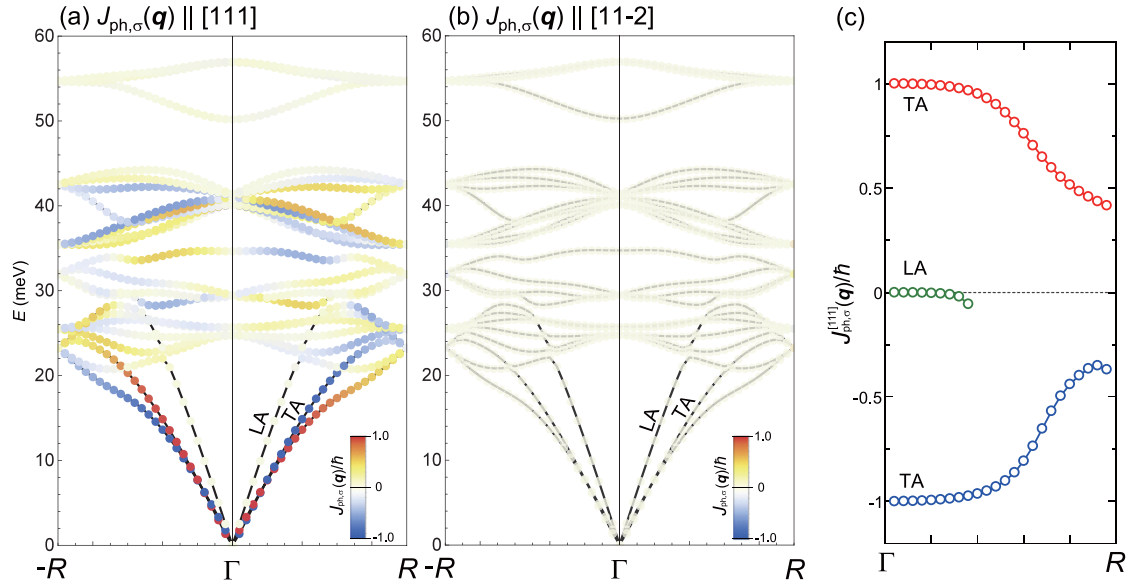 (a) J_ph,σ(q) || [111]
60
50
40
30
20
10
0
E (meV)
LA
TA
1.0
0
-1.0
J_ph,σ(q)/ħ
-R
Γ
R
(b) J_ph,σ(q) || [11-2]
60
50
40
30
20
10
0
LA
TA
1.0
0
-1.0
J_ph,σ(q)/ħ
-R
Γ
R
(c)
1
0.5
0
-0.5
-1
J^[111]_ph,σ(q)/ħ
TA
LA
TA
Γ
R